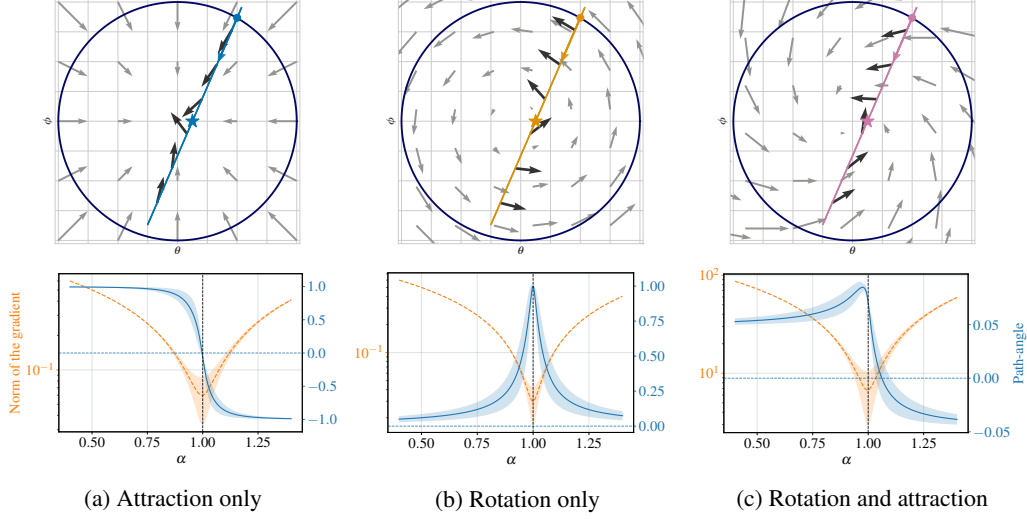 ϕ
θ
ϕ
θ
ϕ
θ
Norm of the gradient
10⁻¹
1.0
0.5
0.0
−0.5
−1.0
0.50 0.75 1.00 1.25
α
10⁻¹
1.00
0.75
0.50
0.25
0.00
0.50 0.75 1.00 1.25
α
10²
10¹
0.05
0.00
−0.05
Path-angle
0.50 0.75 1.00 1.25
α
(a) Attraction only
(b) Rotation only
(c) Rotation and attraction